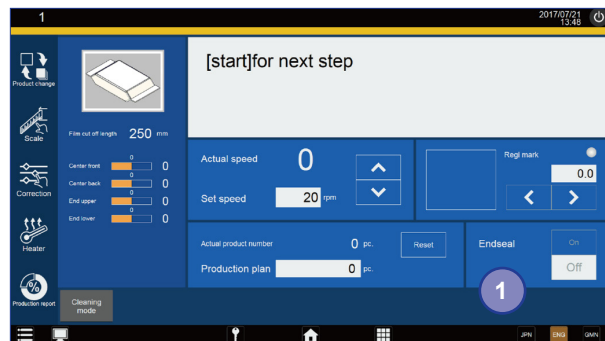 1
2017/07/21
13:48
[start]for next step
Product change
Scale
Correction
Heater
Production report
Film cut off length 250 mm
0
Center front 0
0
Center back 0
0
End upper 0
0
End lower 0
Actual speed 0
Set speed 20 rpm
Regi mark
0.0
Actual product number 0 pc. Reset
Production plan 0 pc.
Endseal On
Off
1
Cleaning
mode
JPN ENG GMN